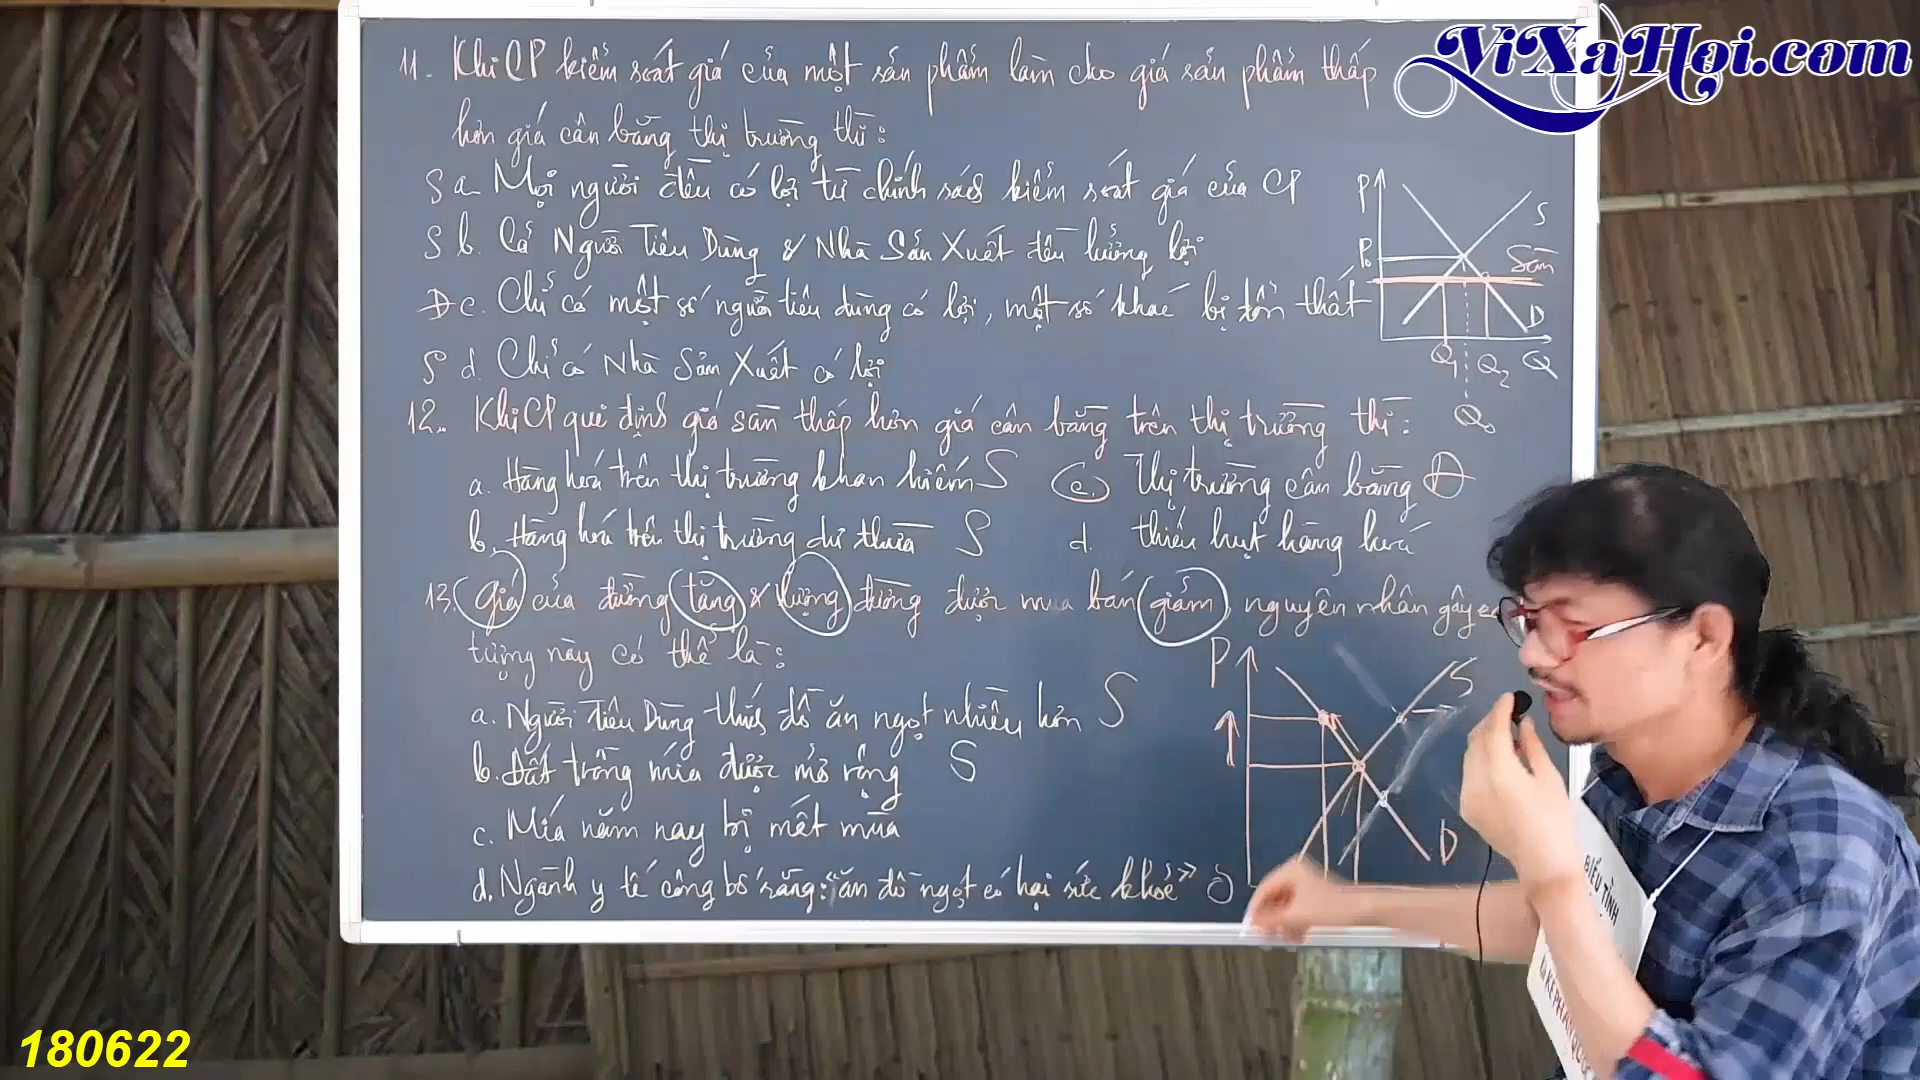 ViXaHoi.com
11. Khi CP kiểm soát giá của một sản phẩm làm cho giá sản phẩm thấp
hơn giá cân bằng thị trường thì:
S a. Mọi người đều có lợi từ chính sách kiểm soát giá của CP
S b. Cả Người Tiêu Dùng & Nhà Sản Xuất đều hưởng lợi
Đ c. Chỉ có một số người tiêu dùng có lợi, một số khác bị tổn thất
S d. Chỉ có Nhà Sản Xuất có lợi
P
S
P₀
Sàn
D
Q₁ Q₂ Q
Q₀
12. Khi CP qui định giá sàn thấp hơn giá cân bằng trên thị trường thì:
a. Hàng hoá trên thị trường khan hiếm S
c. Thị trường cân bằng Đ
b. Hàng hoá trên thị trường dư thừa S
d. thiếu hụt hàng hoá
13. Giá của đường tăng & lượng đường được mua bán giảm, nguyên nhân gây
tượng này có thể là:
a. Người Tiêu Dùng thích đồ ăn ngọt nhiều hơn S
b. Đất trồng mía được mở rộng S
c. Mía năm nay bị mất mùa
d. Ngành y tế công bố rằng: "ăn đồ ngọt có hại sức khoẻ"
P
S
D
BIỂU TÌNH
180622